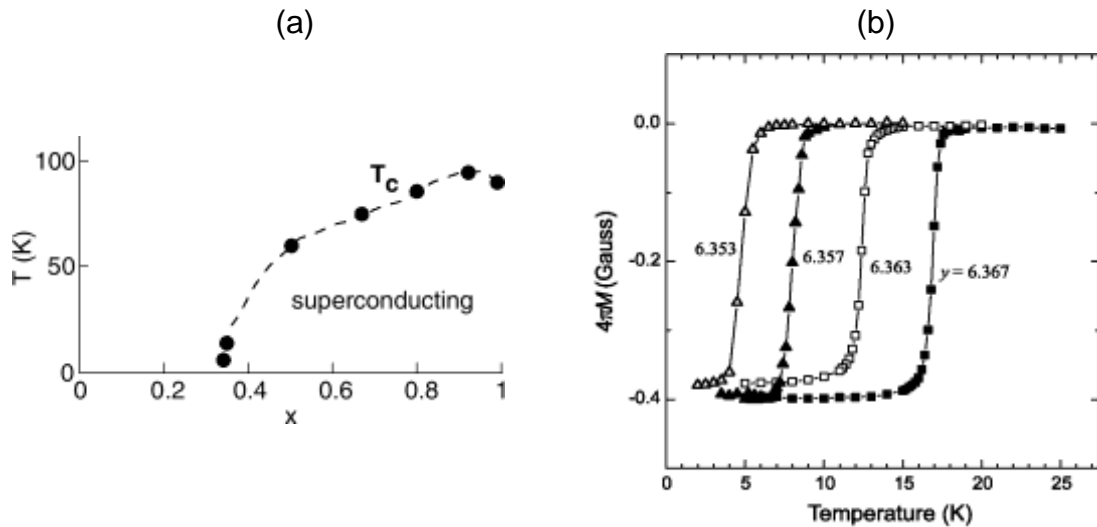 (a)
100
50
0
T (K)
T_c
superconducting
0
0.2
0.4
0.6
0.8
1
x
(b)
0.0
-0.2
-0.4
4πM (Gauss)
6.353
6.357
6.363
y = 6.367
0
5
10
15
20
25
Temperature (K)